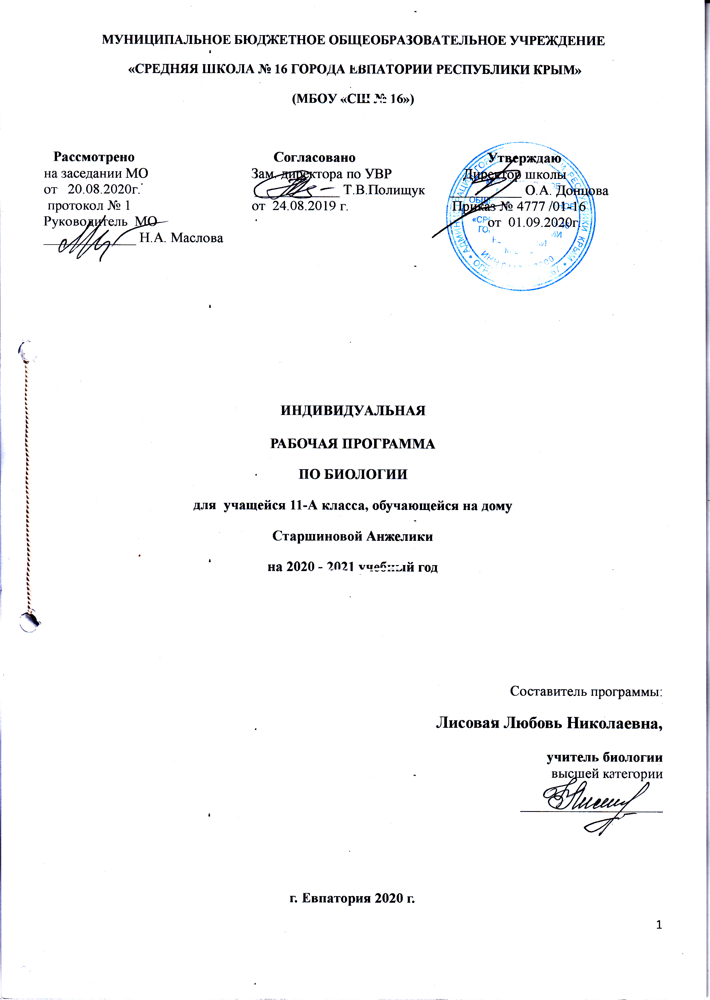 МУНИЦИПАЛЬНОЕ БЮДЖЕТНОЕ ОБЩЕОБРАЗОВАТЕЛЬНОЕ УЧРЕЖДЕНИЕ
«СРЕДНЯЯ ШКОЛА № 16 ГОРОДА ЕВПАТОРИИ РЕСПУБЛИКИ КРЫМ»
(МБОУ «СШ № 16»)
Рассмотрено
на заседании МО
от 20.08.2020г.
протокол № 1
Руководитель МО
Н.А. Маслова
Согласовано
Зам. директора по УВР
Т.В.Полищук
от 24.08.2019 г.
Утверждаю
Директор школы
О.А. Донцова
Приказ № 4777 /01-16
от 01.09.2020г.
ИНДИВИДУАЛЬНАЯ
РАБОЧАЯ ПРОГРАММА
ПО БИОЛОГИИ
для учащейся 11-А класса, обучающейся на дому
Старшиновой Анжелики
на 2020 - 2021 учебный год
Составитель программы:
Лисовая Любовь Николаевна,
учитель биологии
высшей категории
г. Евпатория 2020 г.
1